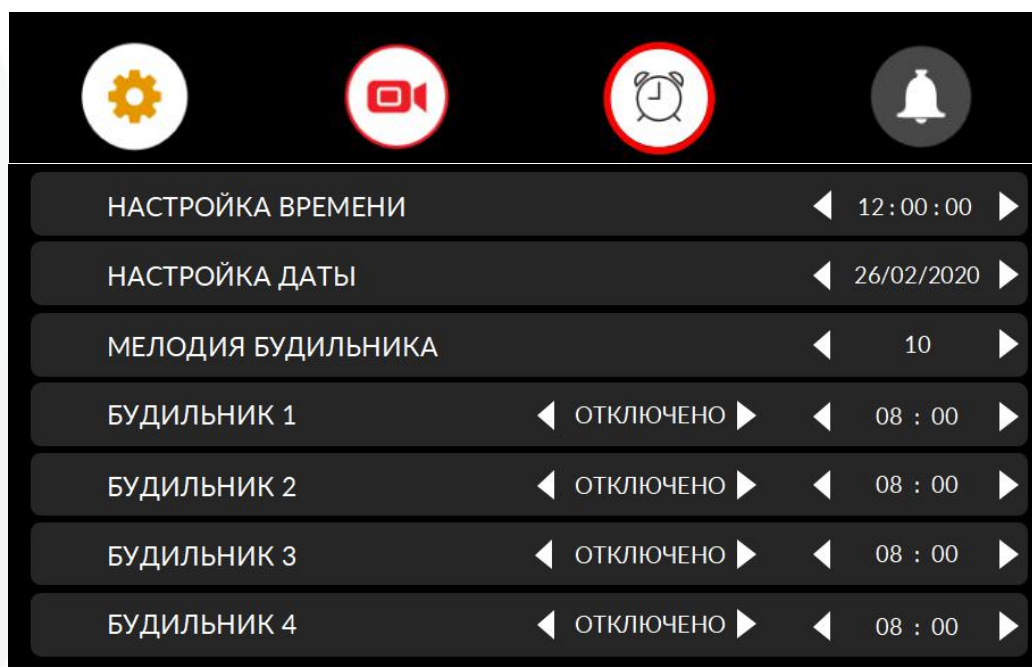 НАСТРОЙКА ВРЕМЕНИ 12:00:00
НАСТРОЙКА ДАТЫ 26/02/2020
МЕЛОДИЯ БУДИЛЬНИКА 10
БУДИЛЬНИК 1 ОТКЛЮЧЕНО 08 : 00
БУДИЛЬНИК 2 ОТКЛЮЧЕНО 08 : 00
БУДИЛЬНИК 3 ОТКЛЮЧЕНО 08 : 00
БУДИЛЬНИК 4 ОТКЛЮЧЕНО 08 : 00